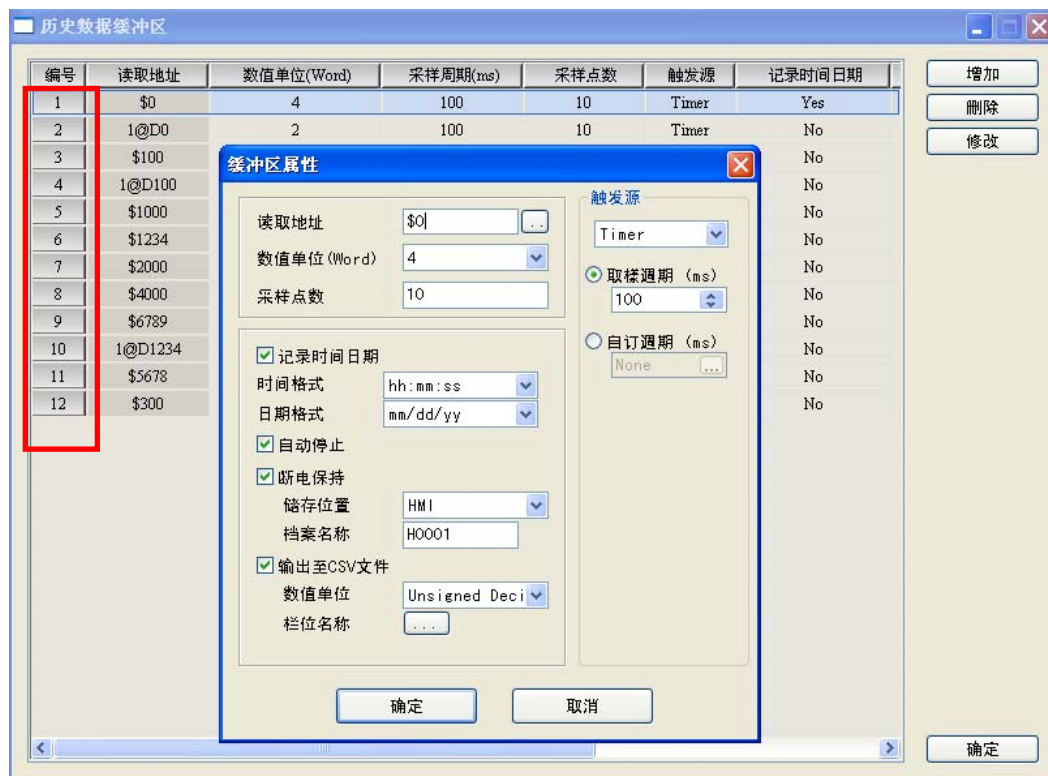 历史数据缓冲区
编号 读取地址 数值单位(Word) 采样周期(ms) 采样点数 触发源 记录时间日期
1 $0 4 100 10 Timer Yes
2 1@D0 2 100 10 Timer No
3 $100 No
4 1@D100 No
5 $1000 No
6 $1234 No
7 $2000 No
8 $4000 No
9 $6789 No
10 1@D1234 No
11 $5678 No
12 $300 No
增加
删除
修改
缓冲区属性
读取地址 $0 ..
数值单位(Word) 4
采样点数 10
记录时间日期
时间格式 hh:mm:ss
日期格式 mm/dd/yy
自动停止
断电保持
储存位置 HMI
档案名称 H0001
输出至CSV文件
数值单位 Unsigned Deci
栏位名称 ...
触发源
Timer
取樣週期 (ms)
100
自订週期 (ms)
None ...
确定 取消
确定